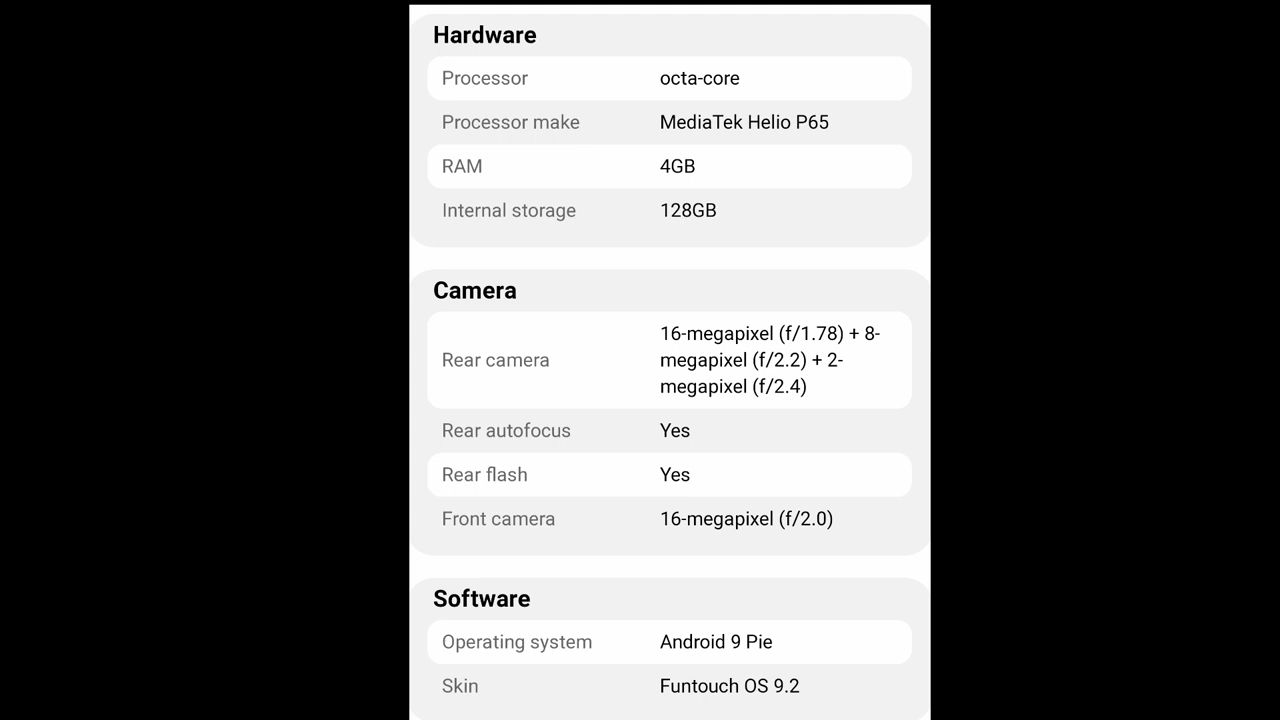 Hardware
Processor octa-core
Processor make MediaTek Helio P65
RAM 4GB
Internal storage 128GB
Camera
Rear camera 16-megapixel (f/1.78) + 8-
megapixel (f/2.2) + 2-
megapixel (f/2.4)
Rear autofocus Yes
Rear flash Yes
Front camera 16-megapixel (f/2.0)
Software
Operating system Android 9 Pie
Skin Funtouch OS 9.2